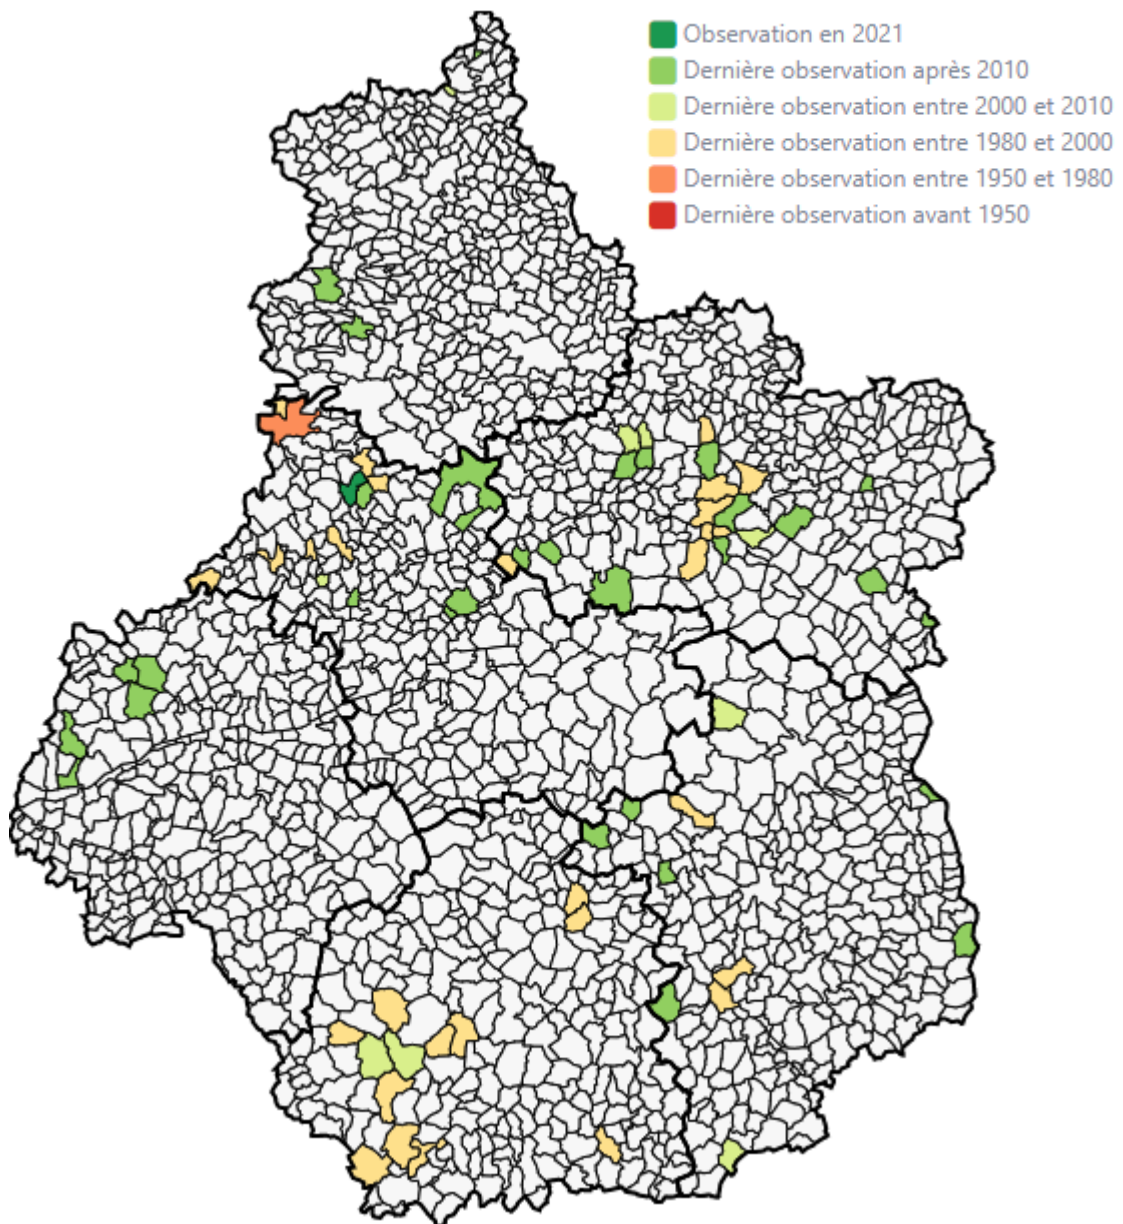 Observation en 2021
Dernière observation après 2010
Dernière observation entre 2000 et 2010
Dernière observation entre 1980 et 2000
Dernière observation entre 1950 et 1980
Dernière observation avant 1950